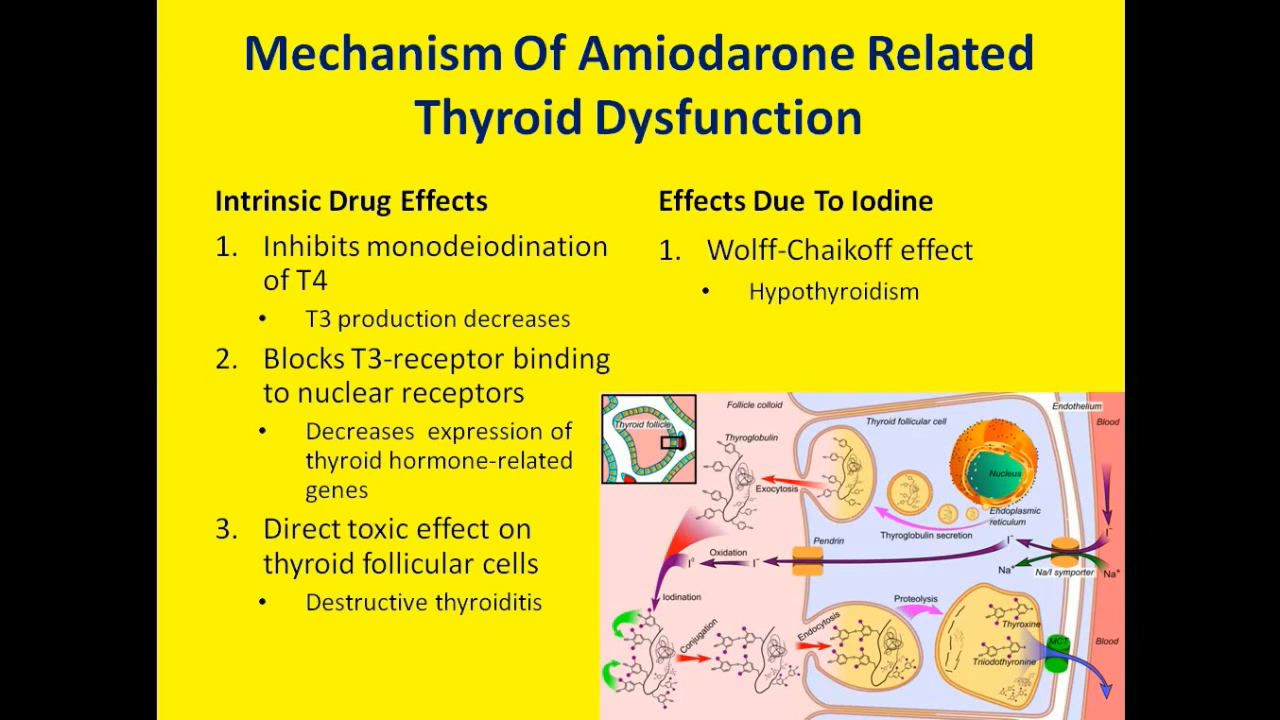 Mechanism Of Amiodarone Related
Thyroid Dysfunction
Intrinsic Drug Effects
1. Inhibits monodeiodination
of T4
• T3 production decreases
2. Blocks T3-receptor binding
to nuclear receptors
• Decreases expression of
thyroid hormone-related
genes
3. Direct toxic effect on
thyroid follicular cells
• Destructive thyroiditis
Effects Due To Iodine
1. Wolff-Chaikoff effect
• Hypothyroidism
Thyroid follicle
Follicle colloid
Thyroglobulin
Exocytosis
Thyroid follicular cell
Nucleus
Endoplasmic
reticulum
Thyroglobulin secretion
Endothelium
Blood
Pendrin
Oxidation
I⁰
I⁻
I⁻
I⁻
Na⁺
Na/I symporter
Na⁺
Iodination
Conjugation
Endocytosis
Proteolysis
Thyroxine
Triiodothyronine
MCT
Blood